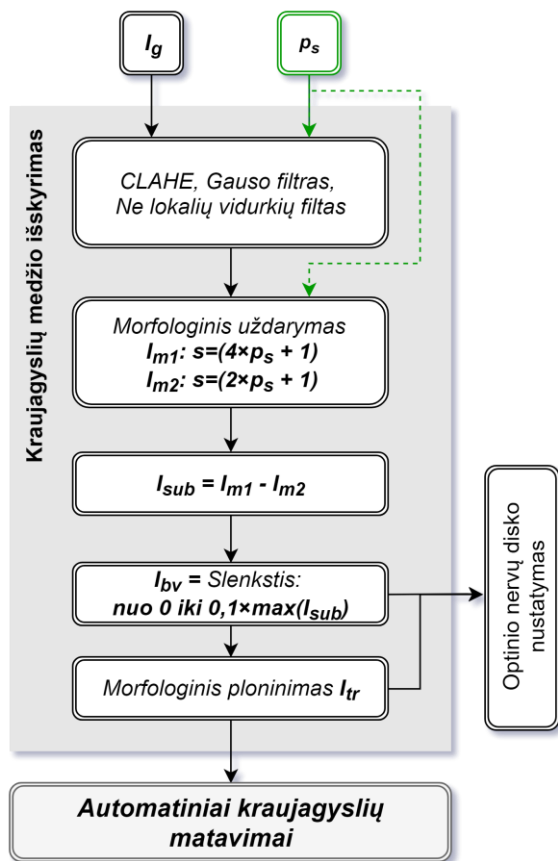 I_g
p_s
Kraujagyslių medžio išskyrimas
CLAHE, Gauso filtras,
Ne lokalių vidurkių filtas
Morfologinis uždarymas
I_m1: s=(4×p_s + 1)
I_m2: s=(2×p_s + 1)
I_sub = I_m1 - I_m2
I_bv = Slenkstis:
nuo 0 iki 0,1×max(I_sub)
Morfologinis ploninimas I_tr
Optinio nervų disko
nustatymas
Automatiniai kraujagyslių
matavimai